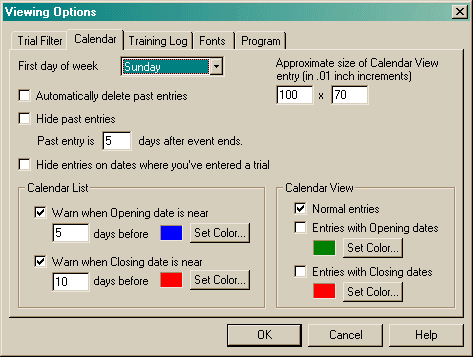 Viewing Options
Trial Filter Calendar Training Log Fonts Program
First day of week Sunday
Approximate size of Calendar View
entry (in .01 inch increments)
100 x 70
Automatically delete past entries
Hide past entries
Past entry is 5 days after event ends.
Hide entries on dates where you've entered a trial
Calendar List
Warn when Opening date is near
5 days before Set Color...
Warn when Closing date is near
10 days before Set Color...
Calendar View
Normal entries
Entries with Opening dates
Set Color...
Entries with Closing dates
Set Color...
OK Cancel Help